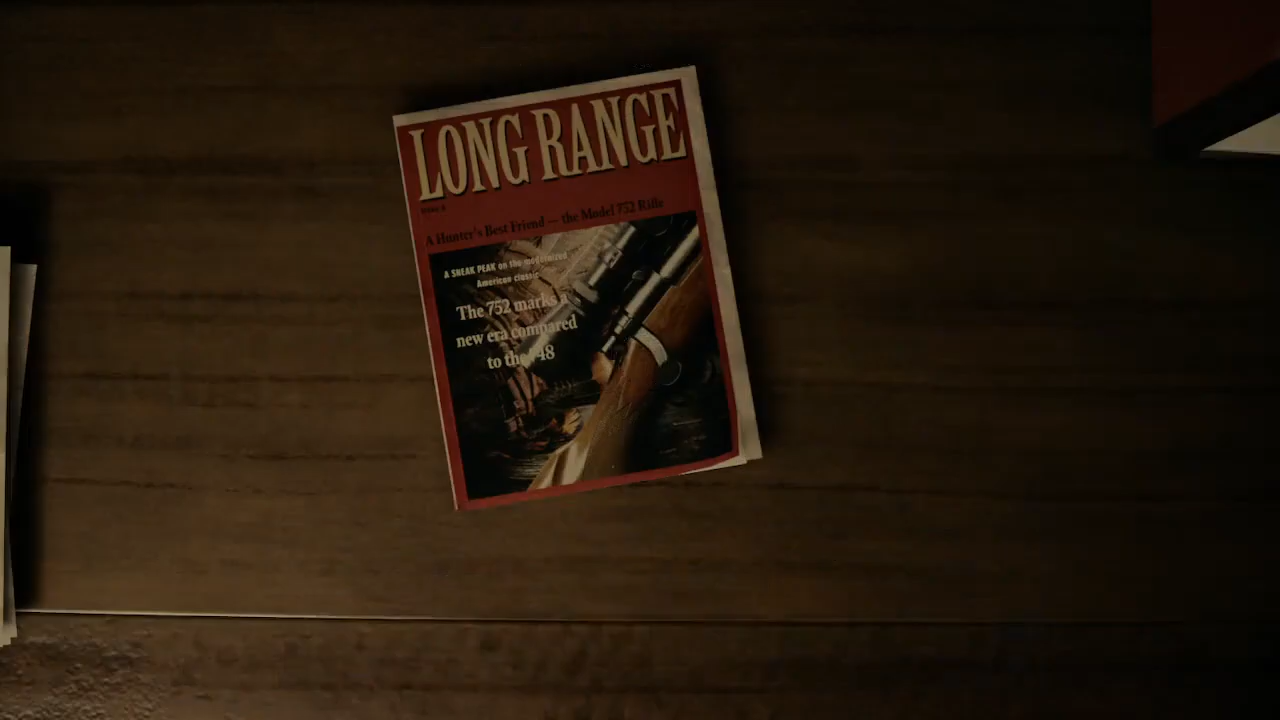 LONG RANGE
A Hunter's Best Friend — the Model 752 Rifle
A SNEAK PEAK on the modernized
American classic
The 752 marks a
new era compared
to the 48